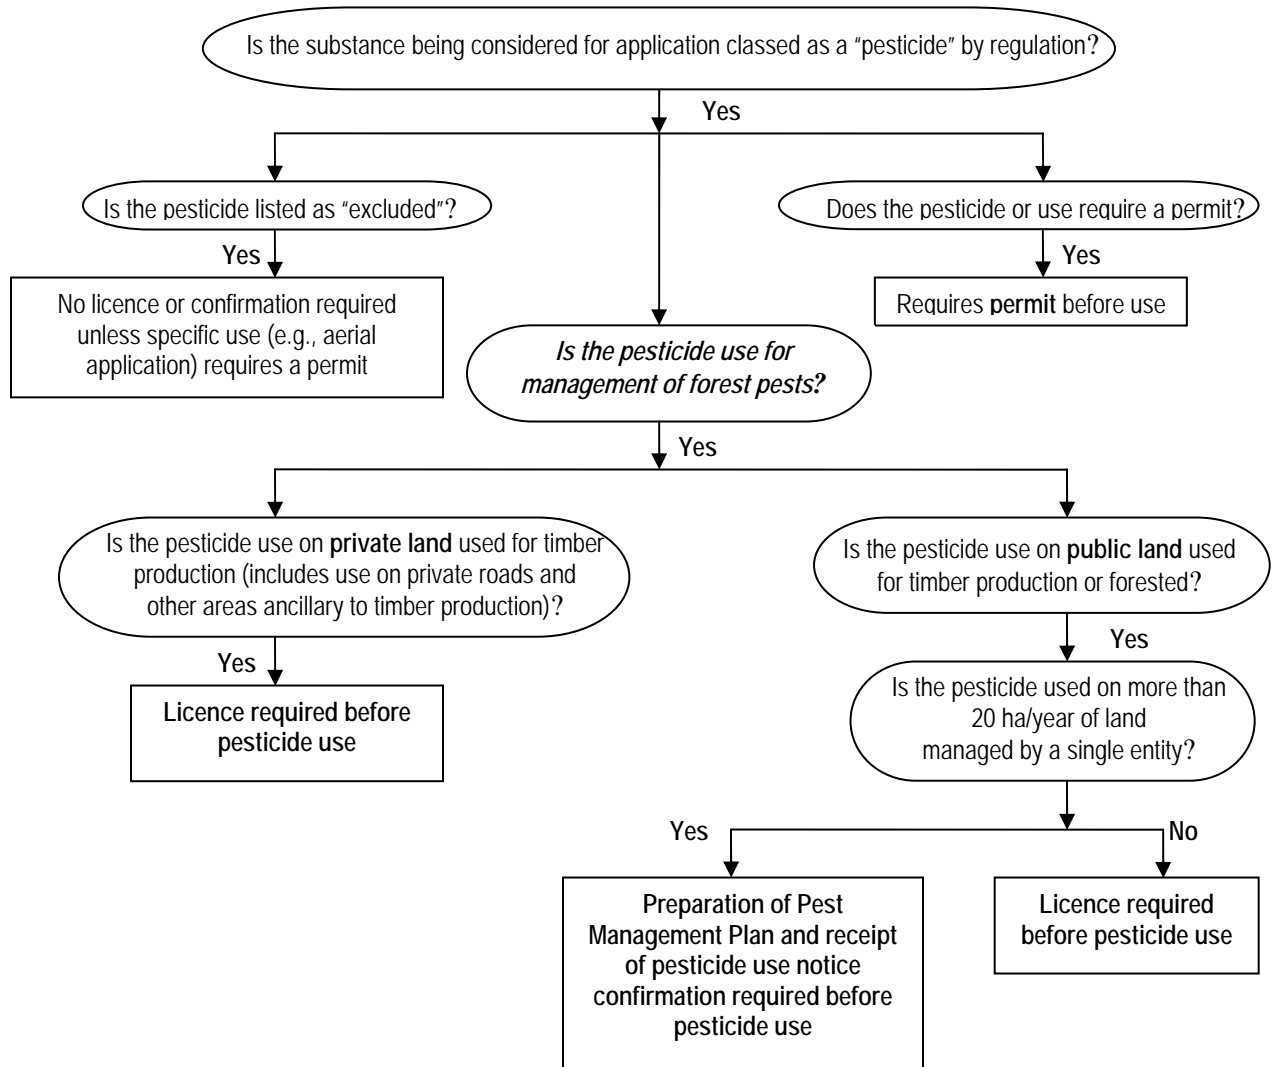 Is the substance being considered for application classed as a “pesticide” by regulation?
Yes
Is the pesticide listed as “excluded”?
Does the pesticide or use require a permit?
Yes
Yes
No licence or confirmation required
unless specific use (e.g., aerial
application) requires a permit
Requires permit before use
Is the pesticide use for
management of forest pests?
Yes
Is the pesticide use on private land used for timber
production (includes use on private roads and
other areas ancillary to timber production)?
Is the pesticide use on public land used
for timber production or forested?
Yes
Yes
Licence required before
pesticide use
Is the pesticide used on more than
20 ha/year of land
managed by a single entity?
Yes
No
Preparation of Pest
Management Plan and receipt
of pesticide use notice
confirmation required before
pesticide use
Licence required
before pesticide use